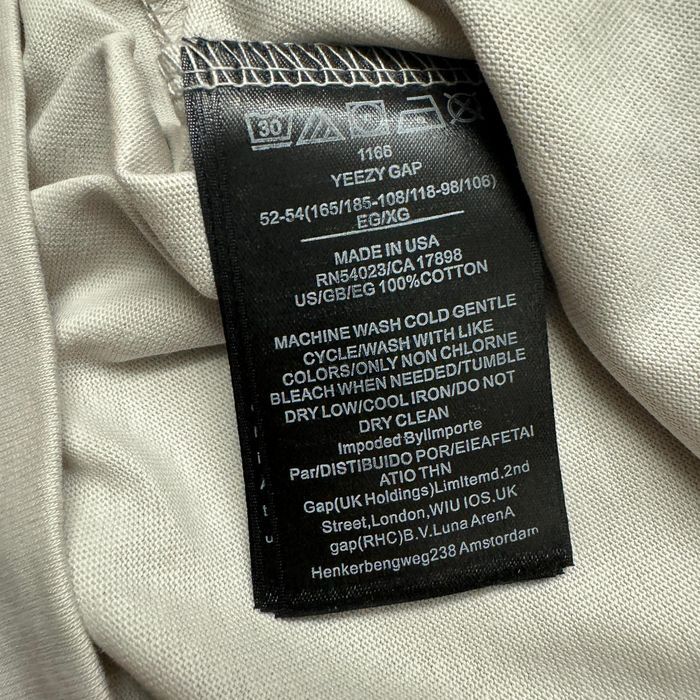 30
1166
YEEZY GAP
52-54(165/185-108/118-98/106)
EG/XG
MADE IN USA
RN54023/CA 17898
US/GB/EG 100%COTTON
MACHINE WASH COLD GENTLE
CYCLE/WASH WITH LIKE
COLORS/ONLY NON CHLORNE
BLEACH WHEN NEEDED/TUMBLE
DRY LOW/COOL IRON/DO NOT
DRY CLEAN
Impoded ByIlmporte
Par/DISTIBUIDO POR/EIEAFETAI
ATIO THN
Gap(UK Holdings)LimItemd.2nd
Street,London,WIU IOS.UK
gap(RHC)B.V.Luna ArenA
Henkerbengweg238 Amsterdam